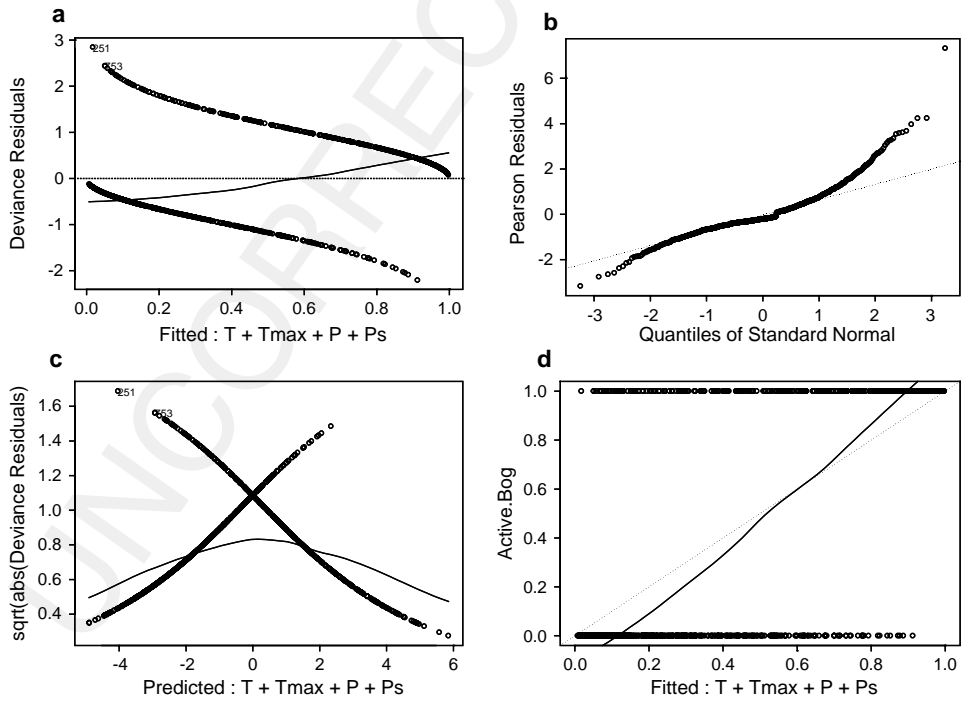 a
3
2
1
0
-1
-2
Deviance Residuals
251
753
0.0 0.2 0.4 0.6 0.8 1.0
Fitted : T + Tmax + P + Ps
b
6
4
2
0
-2
Pearson Residuals
-3 -2 -1 0 1 2 3
Quantiles of Standard Normal
c
1.6
1.4
1.2
1.0
0.8
0.6
0.4
sqrt(abs(Deviance Residuals)
251
753
-4 -2 0 2 4 6
Predicted : T + Tmax + P + Ps
d
1.0
0.8
0.6
0.4
0.2
0.0
Active.Bog
0.0 0.2 0.4 0.6 0.8 1.0
Fitted : T + Tmax + P + Ps
UNCORREC